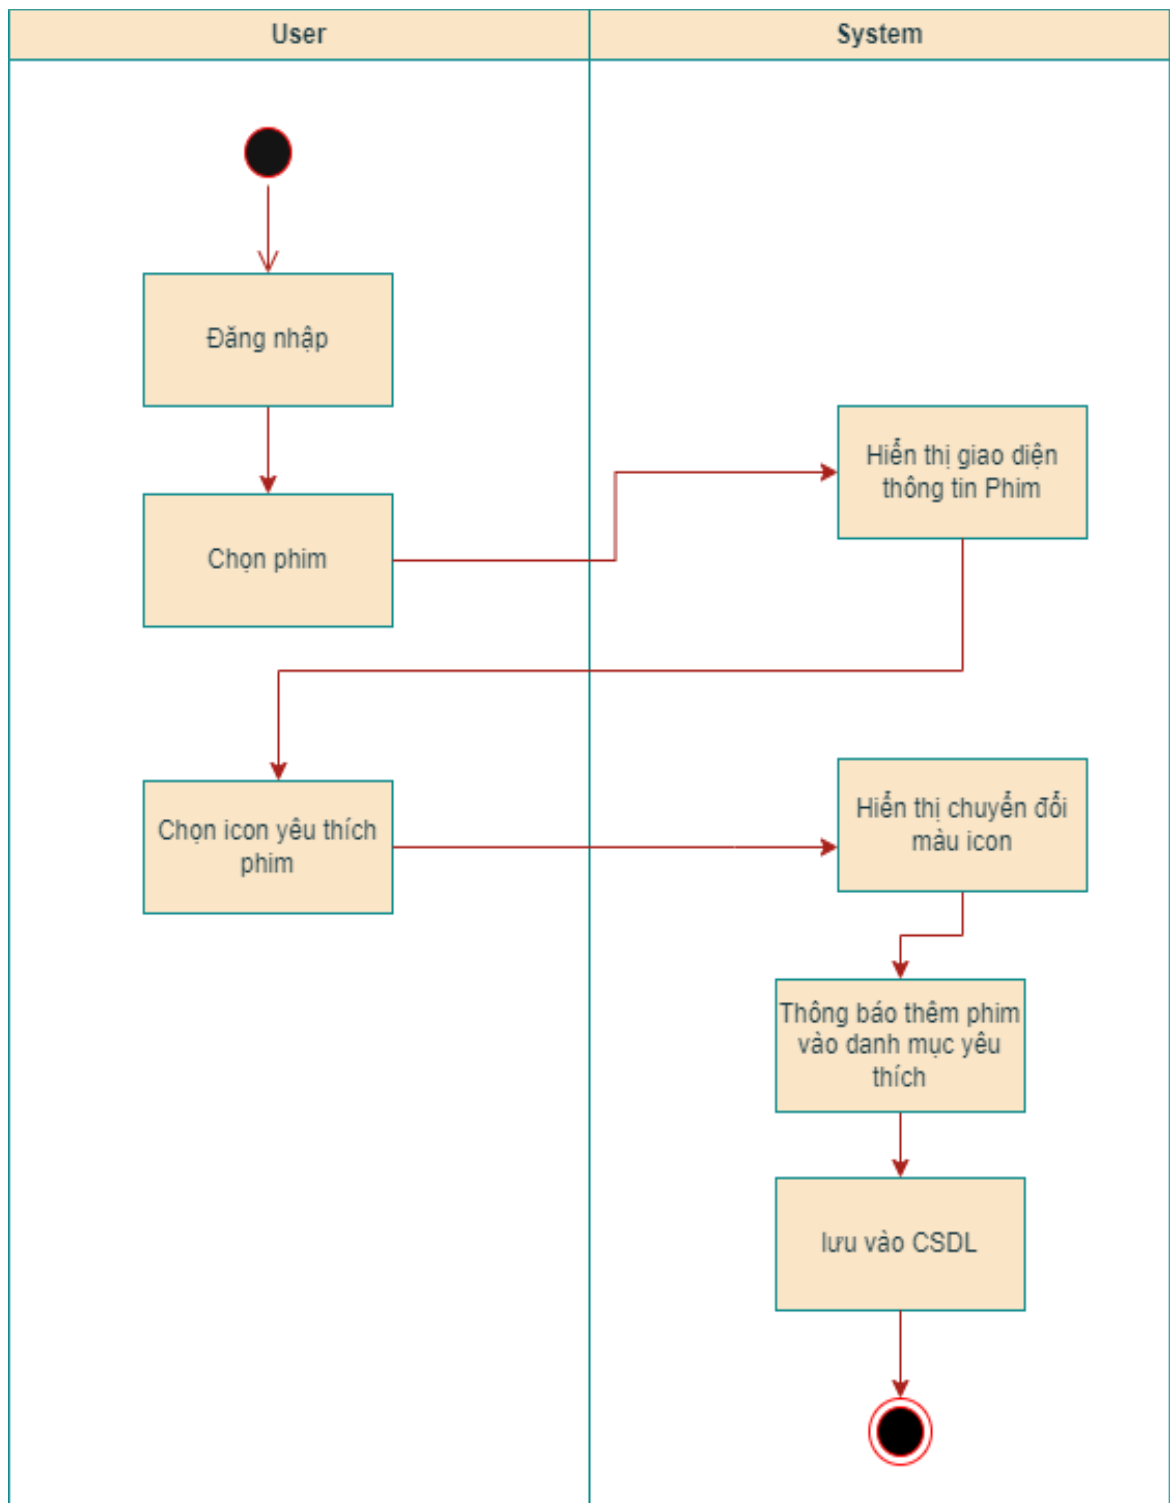 User
System
Đăng nhập
Chọn phim
Hiển thị giao diện
thông tin Phim
Chọn icon yêu thích
phim
Hiển thị chuyển đổi
màu icon
Thông báo thêm phim
vào danh mục yêu
thích
lưu vào CSDL